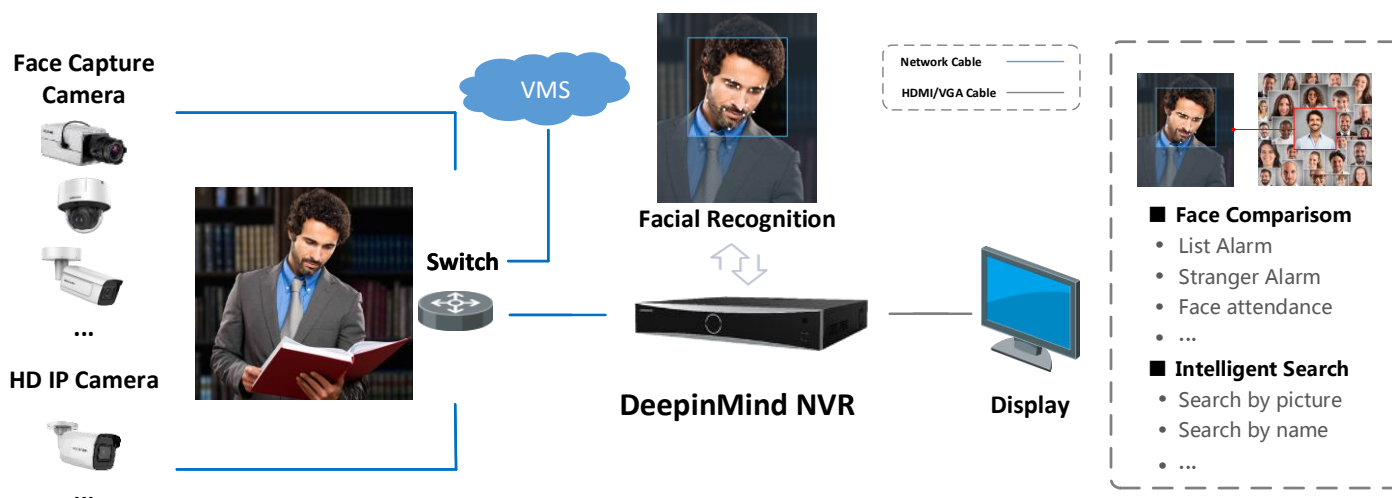 Face Capture
Camera
...
HD IP Camera
...
VMS
Switch
Facial Recognition
DeepinMind NVR
Network Cable
HDMI/VGA Cable
Display
■ Face Comparisom
• List Alarm
• Stranger Alarm
• Face attendance
• ...
■ Intelligent Search
• Search by picture
• Search by name
• ...